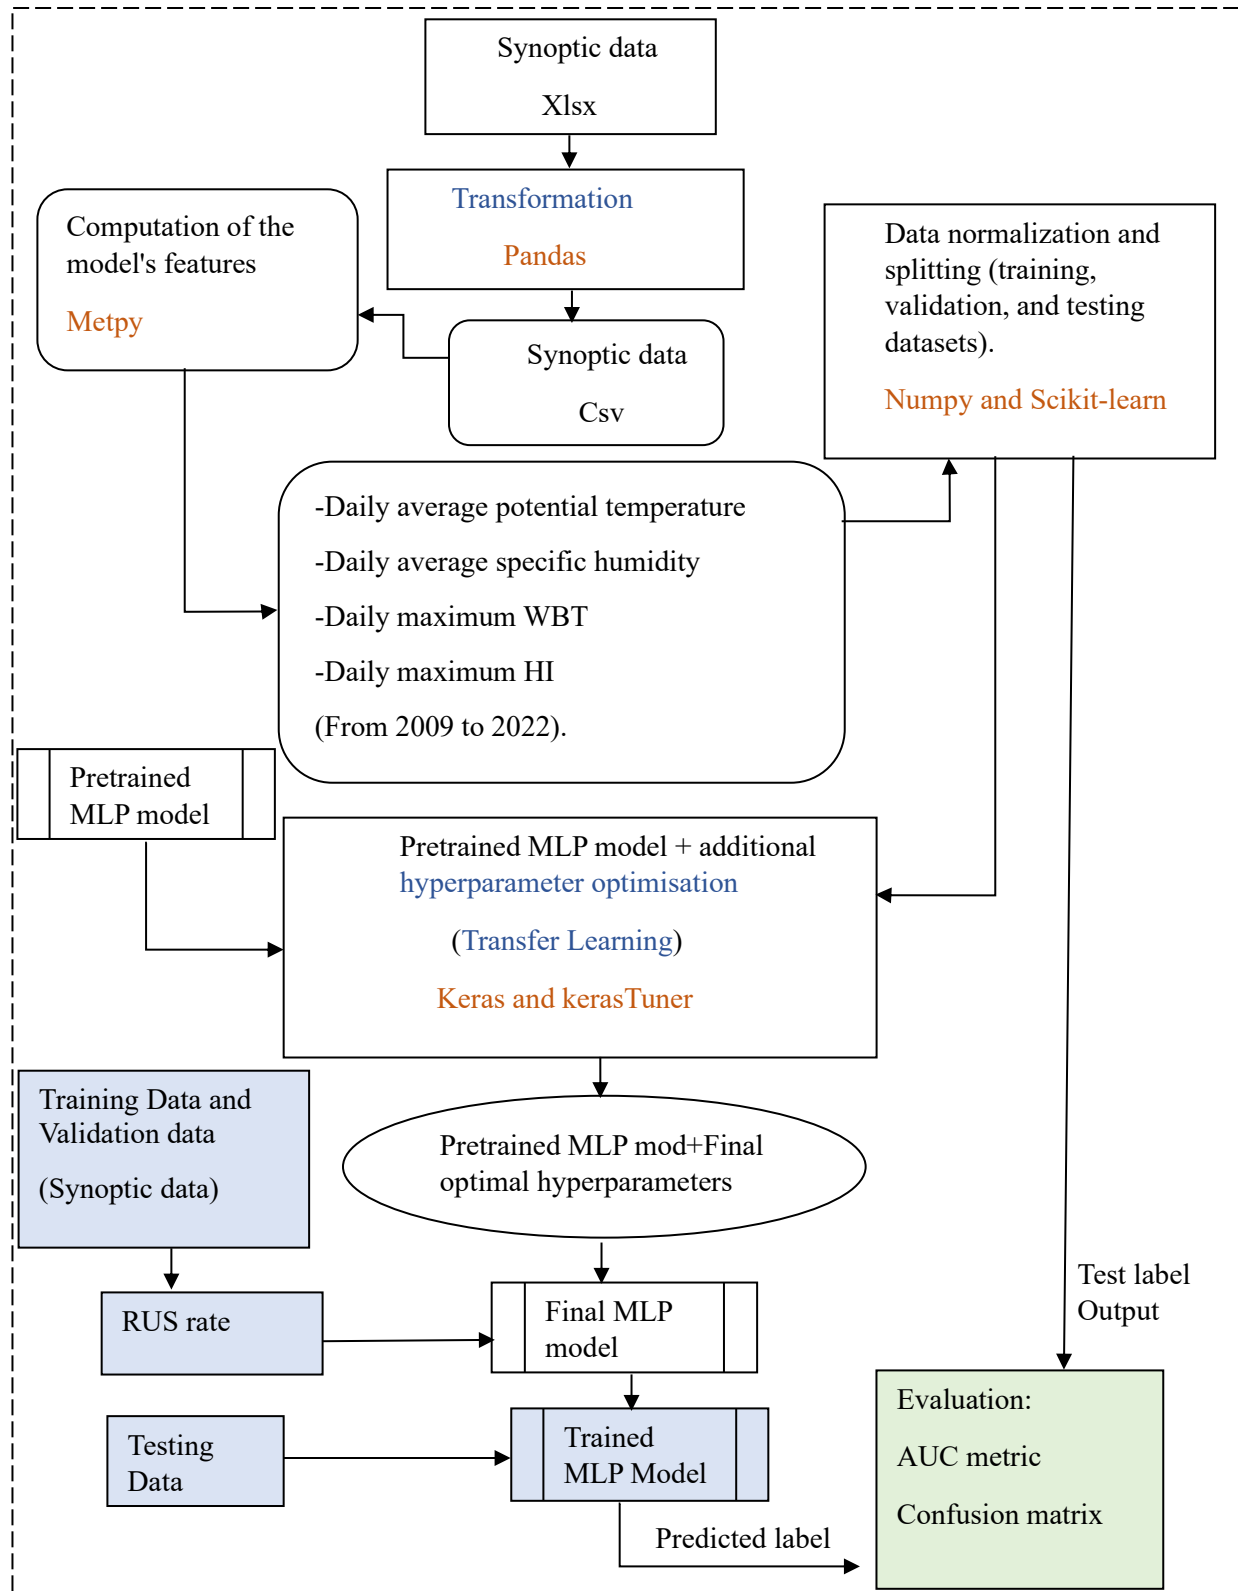 Synoptic data
Xlsx
Transformation
Pandas
Computation of the
model's features
Metpy
Synoptic data
Csv
Data normalization and
splitting (training,
validation, and testing
datasets).
Numpy and Scikit-learn
-Daily average potential temperature
-Daily average specific humidity
-Daily maximum WBT
-Daily maximum HI
(From 2009 to 2022).
Pretrained
MLP model
Pretrained MLP model + additional
hyperparameter optimisation
(Transfer Learning)
Keras and kerasTuner
Training Data and
Validation data
(Synoptic data)
Pretrained MLP mod+Final
optimal hyperparameters
RUS rate
Final MLP
model
Test label
Output
Testing
Data
Trained
MLP Model
Predicted label
Evaluation:
AUC metric
Confusion matrix